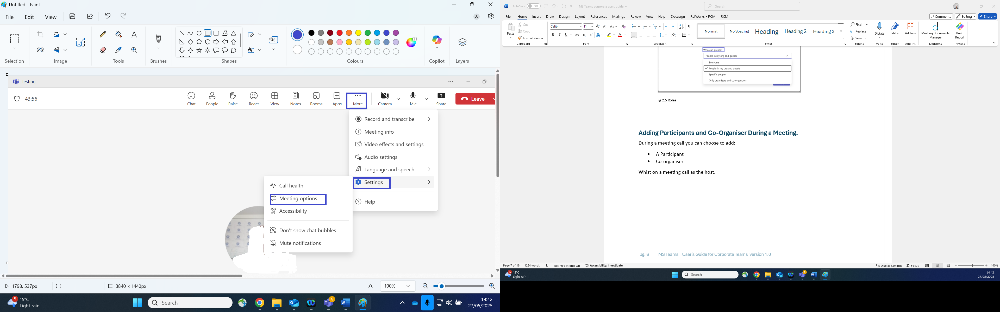 Untitled - Paint
File Edit View
Selection Image Tools Brushes Shapes Colours Copilot Layers
Testing
43:56 Chat People Raise React View Notes Rooms Apps More Camera Mic Share Leave
Record and transcribe
Meeting info
Video effects and settings
Audio settings
Language and speech
Settings
Help
Call health
Meeting options
Accessibility
Don't show chat bubbles
Mute notifications
1798, 537px 3840 × 1440px 100%
5 15°C
Light rain
Search
14:42
27/05/2025
AutoSave Off MS Teams corporate users guide Search
File Home Insert Draw Design Layout References Mailings Review View Help Docusign RefWorks - RCM RCM Comments Editing Share
Paste Cut Copy Format Painter
Calibri 11
Normal No Spacing Heading Heading 2 Heading 3
Find Replace Select
Dictate Editor Add-ins Meeting Documents Manager Build Report
Clipboard Font Paragraph Styles Editing Voice Editor Add-ins Decisions InPhase
Who can present
People in my org and guests
Everyone
People in my org and guests
Specific people
Only organizers and co-organizers
Fig 2.5 Roles
Adding Participants and Co-Organiser During a Meeting.
During a meeting call you can choose to add:
• A Participant
• Co-organiser
Whist on a meeting call as the host.
pg. 6 MS Teams User's Guide for Corporate Teams version 1.0
Page 7 of 18 1254 words Text Predictions: On Accessibility: Investigate Display Settings Focus 140%
5 15°C
Light rain
Search
14:42
27/05/2025